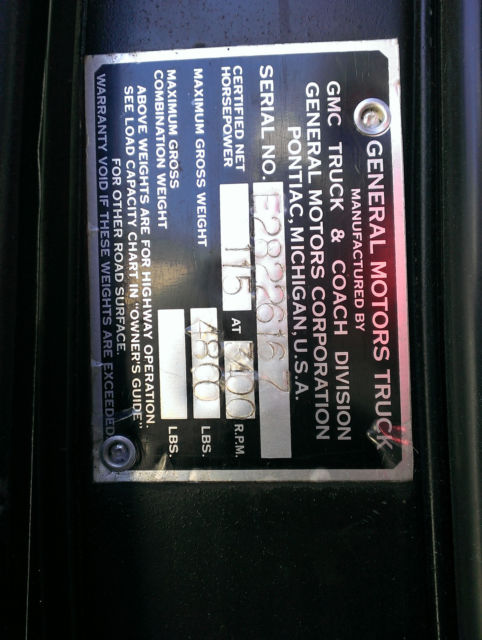 GENERAL MOTORS TRUCK
MANUFACTURED BY
GMC TRUCK & COACH DIVISION
GENERAL MOTORS CORPORATION
PONTIAC, MICHIGAN, U.S.A.
SERIAL NO. E28226167
CERTIFIED NET HORSEPOWER 115 AT 3400 R.P.M.
MAXIMUM GROSS WEIGHT 4800 LBS.
MAXIMUM GROSS
COMBINATION WEIGHT LBS.
ABOVE WEIGHTS ARE FOR HIGHWAY OPERATION.
SEE LOAD CAPACITY CHART IN "OWNER'S GUIDE"
FOR OTHER ROAD SURFACE.
WARRANTY VOID IF THESE WEIGHTS ARE EXCEEDED